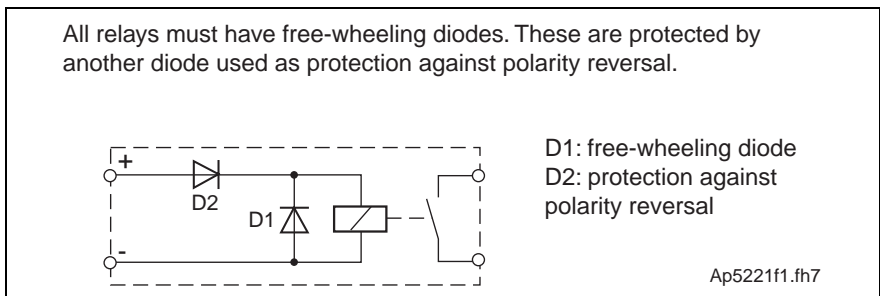 All relays must have free-wheeling diodes. These are protected by
another diode used as protection against polarity reversal.
+
D2
D1
-
D1: free-wheeling diode
D2: protection against
polarity reversal
Ap5221f1.fh7